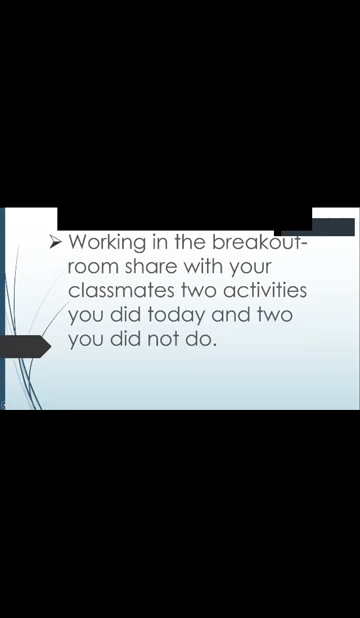 Working in the breakout-
room share with your
classmates two activities
you did today and two
you did not do.